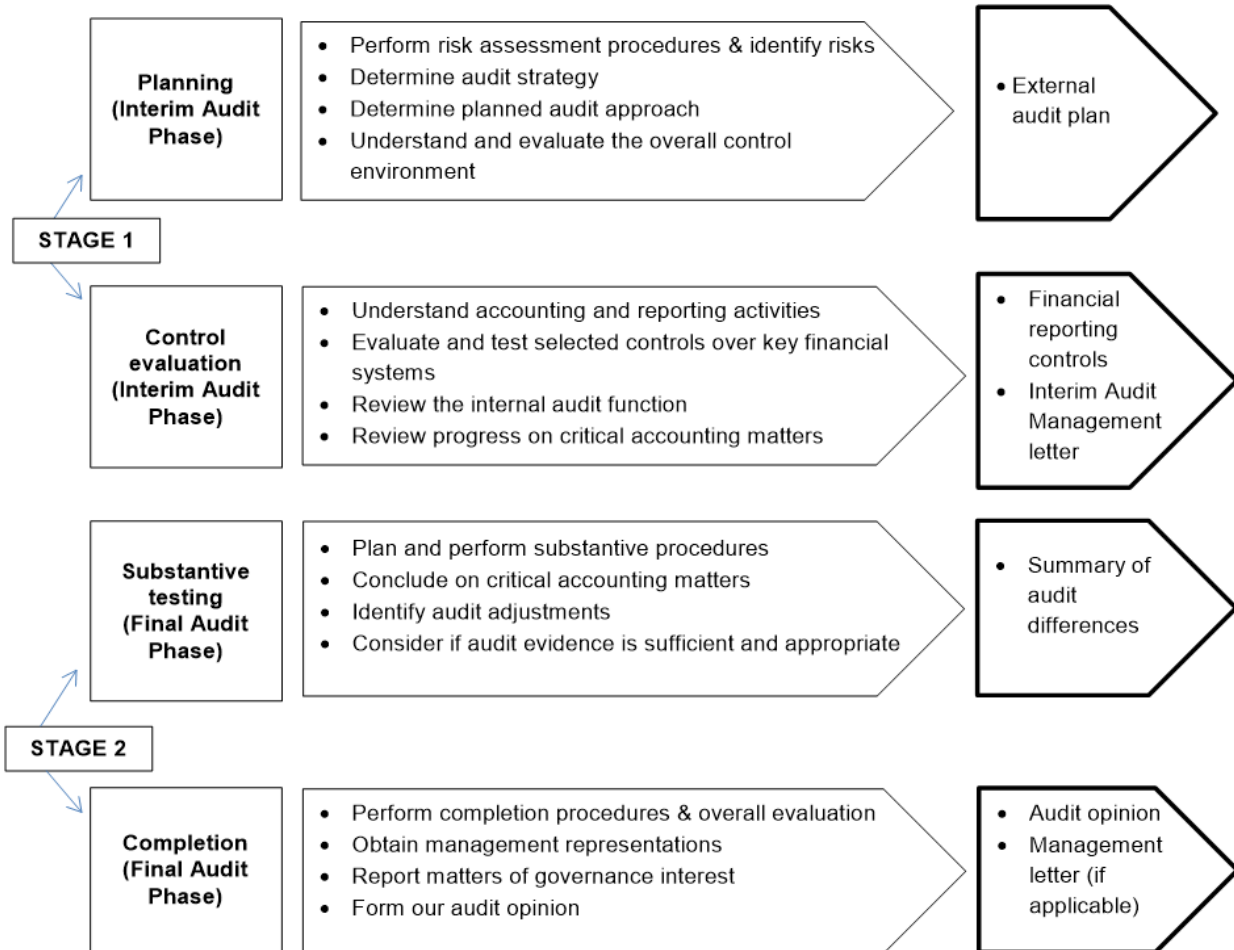 Planning
(Interim Audit
Phase)
• Perform risk assessment procedures & identify risks
• Determine audit strategy
• Determine planned audit approach
• Understand and evaluate the overall control
environment
• External
audit plan
STAGE 1
Control
evaluation
(Interim Audit
Phase)
• Understand accounting and reporting activities
• Evaluate and test selected controls over key financial
systems
• Review the internal audit function
• Review progress on critical accounting matters
• Financial
reporting
controls
• Interim Audit
Management
letter
Substantive
testing
(Final Audit
Phase)
• Plan and perform substantive procedures
• Conclude on critical accounting matters
• Identify audit adjustments
• Consider if audit evidence is sufficient and appropriate
• Summary of
audit
differences
STAGE 2
Completion
(Final Audit
Phase)
• Perform completion procedures & overall evaluation
• Obtain management representations
• Report matters of governance interest
• Form our audit opinion
• Audit opinion
• Management
letter (if
applicable)